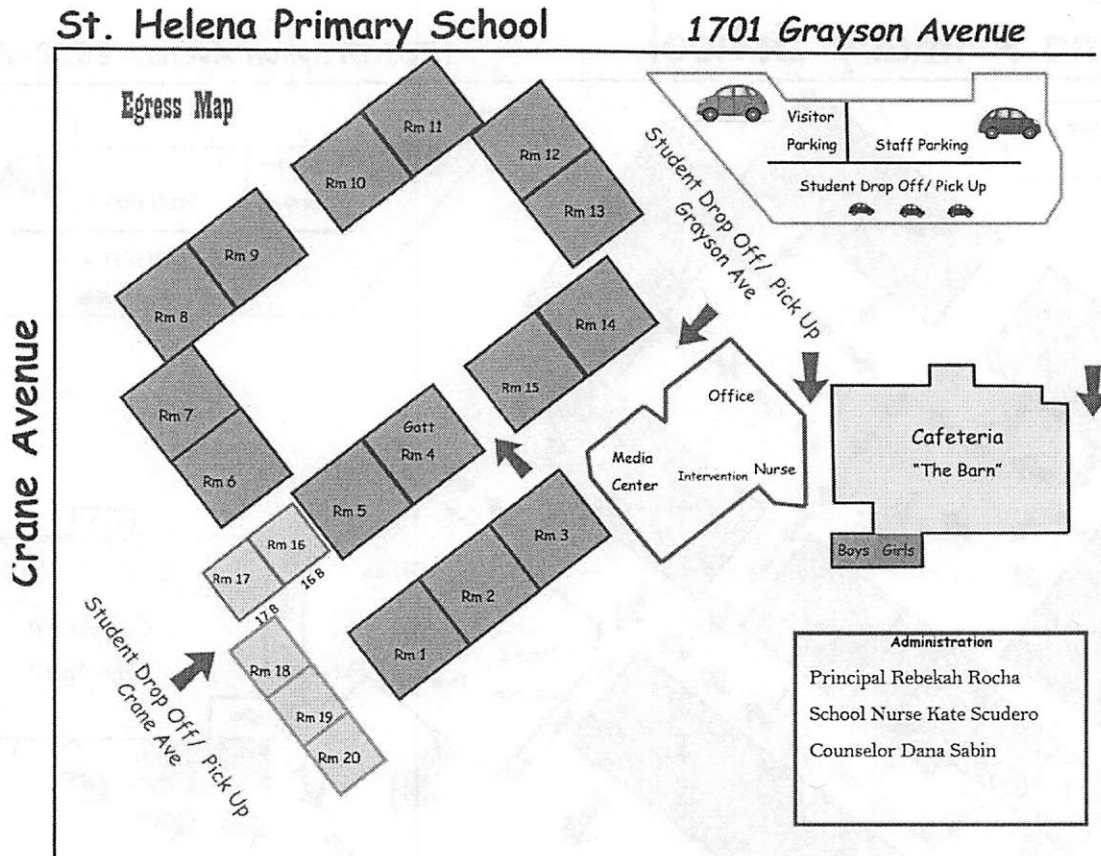 St. Helena Primary School
1701 Grayson Avenue
Egress Map
Crane Avenue
Visitor
Parking
Staff Parking
Student Drop Off/ Pick Up
Student Drop Off/ Pick Up
Grayson Ave
Rm 11
Rm 10
Rm 12
Rm 13
Rm 9
Rm 8
Rm 14
Rm 15
Rm 7
Rm 6
Gott
Rm 4
Rm 5
Office
Media
Center
Intervention
Nurse
Cafeteria
"The Barn"
Boys Girls
Rm 3
Rm 2
Rm 1
Rm 16
Rm 17
16 B
17 B
Rm 18
Rm 19
Rm 20
Student Drop Off/ Pick Up
Crane Ave
Administration
Principal Rebekah Rocha
School Nurse Kate Scudero
Counselor Dana Sabin